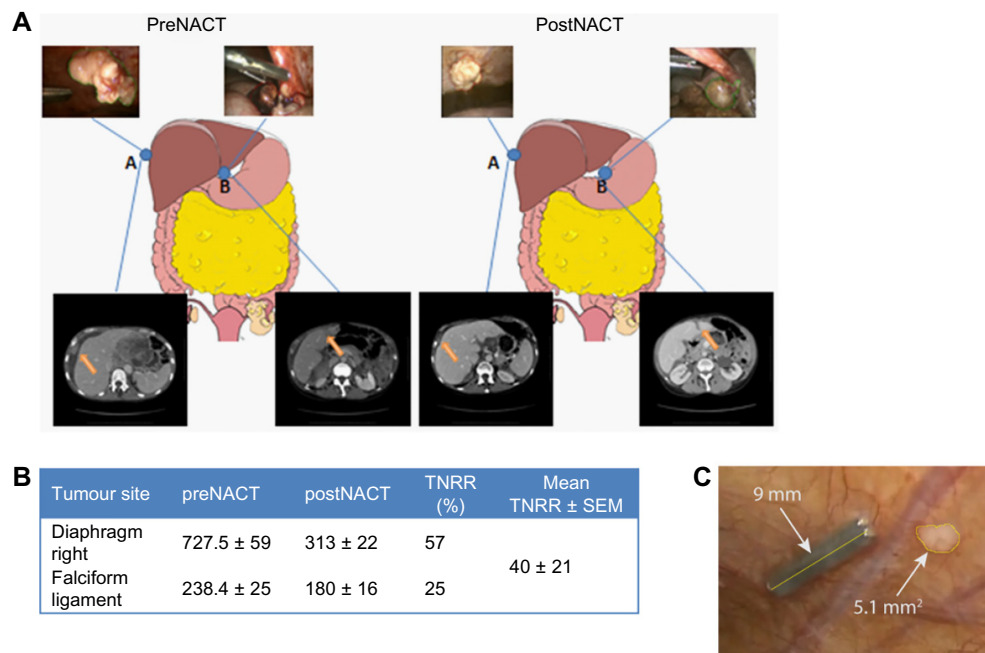 A
PreNACT
PostNACT
A
B
A
B
B
Tumour site
preNACT
postNACT
TNRR
(%)
Mean
TNRR ± SEM
Diaphragm
right
727.5 ± 59
313 ± 22
57
40 ± 21
Falciform
ligament
238.4 ± 25
180 ± 16
25
C
9 mm
5.1 mm²